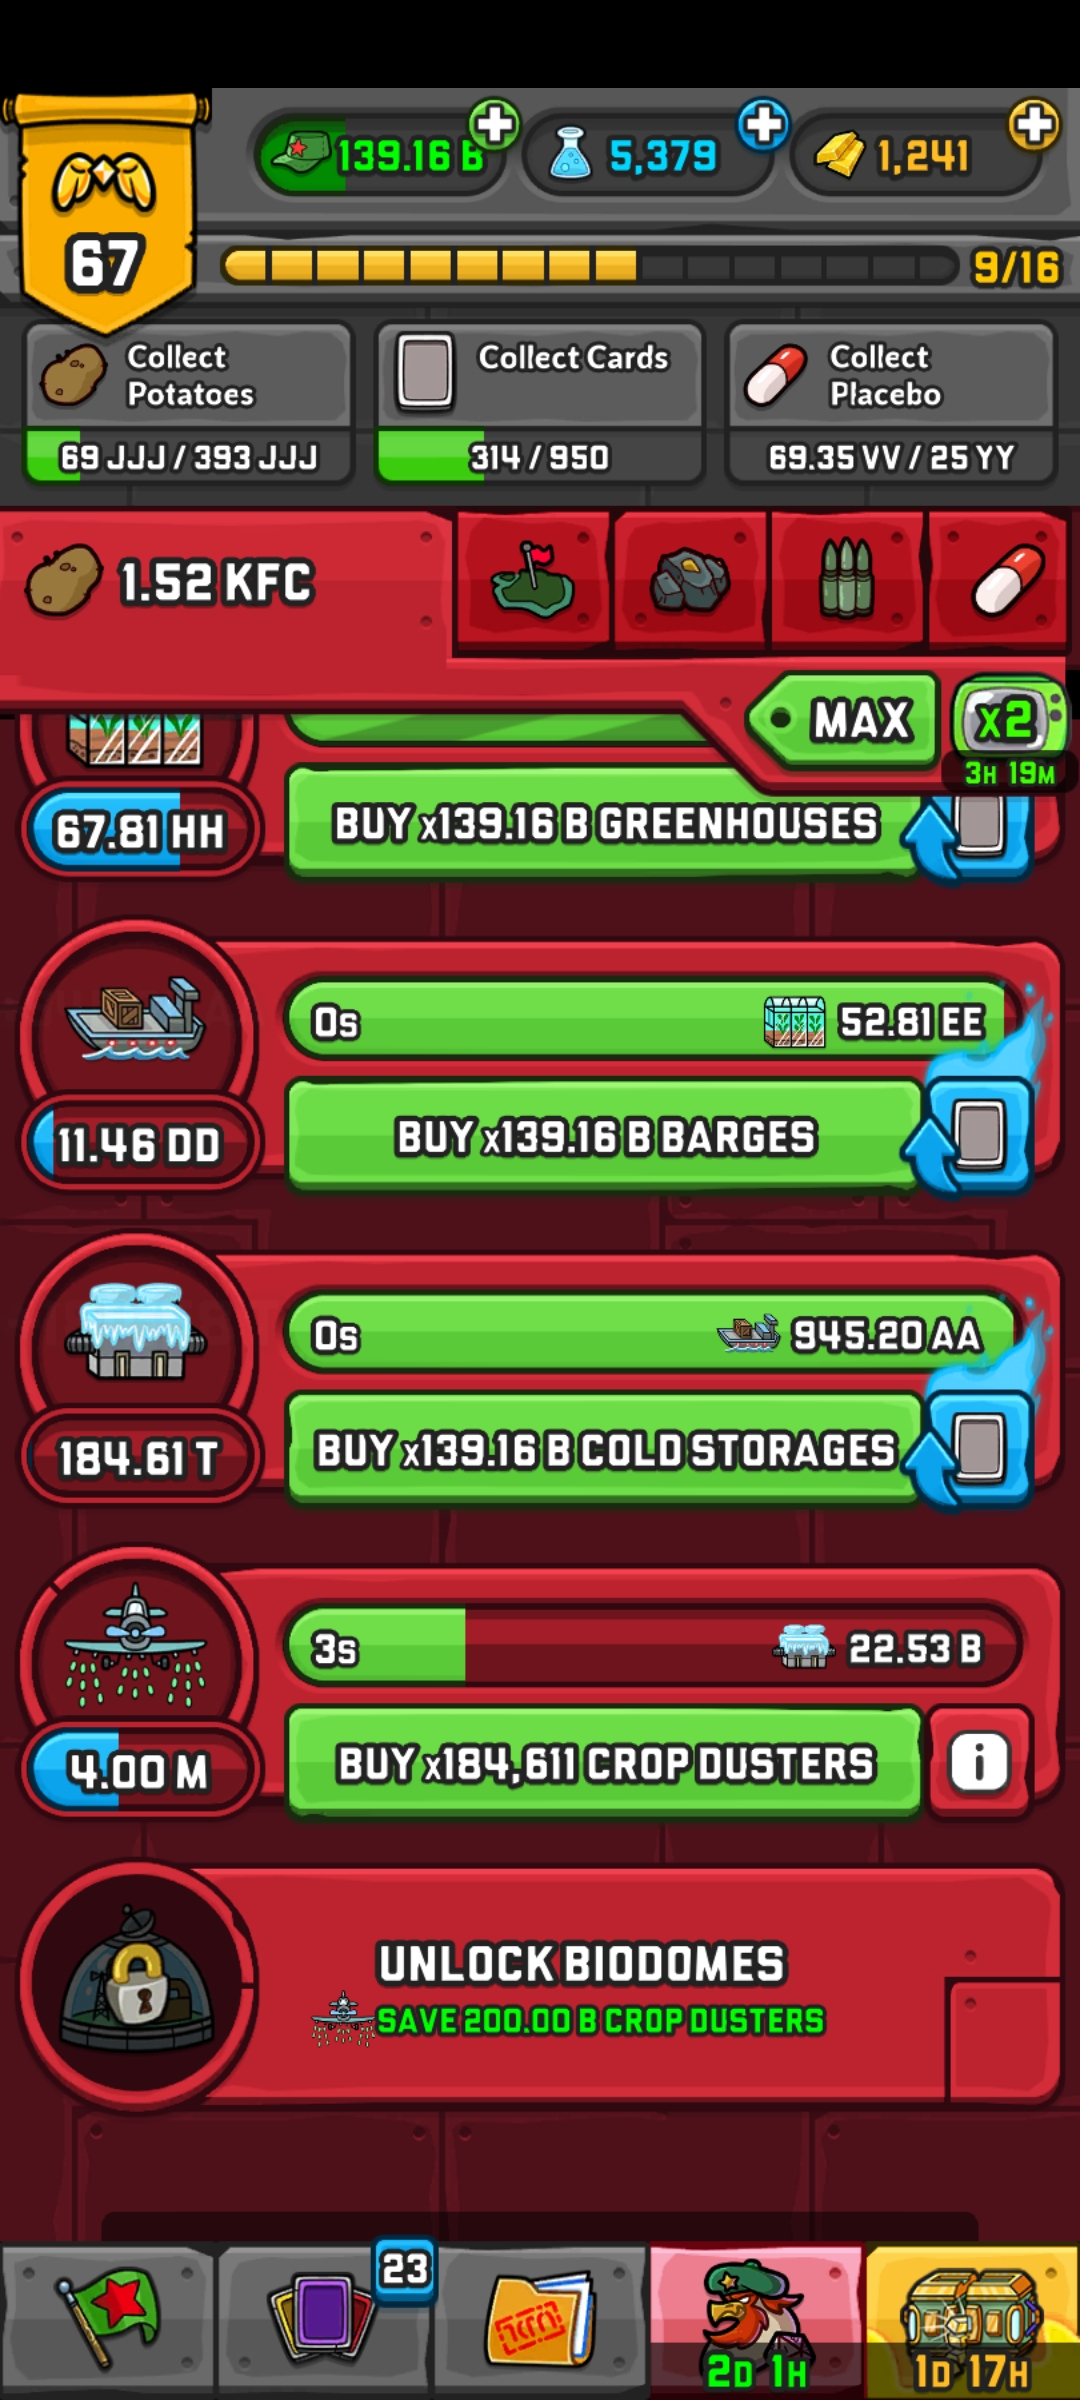 139.16 B
5,379
1,241
67
9/16
Collect
Potatoes
69 JJJ / 393 JJJ
Collect Cards
314 / 950
Collect
Placebo
69.35 VV / 25 YY
1.52 KFC
MAX
x2
3H 19M
67.81 HH
BUY x139.16 B GREENHOUSES
0s
52.81 EE
11.46 DD
BUY x139.16 B BARGES
0s
945.20 AA
184.61 T
BUY x139.16 B COLD STORAGES
3s
22.53 B
4.00 M
BUY x184,611 CROP DUSTERS
i
UNLOCK BIODOMES
SAVE 200.00 B CROP DUSTERS
23
2D 1H
1D 17H